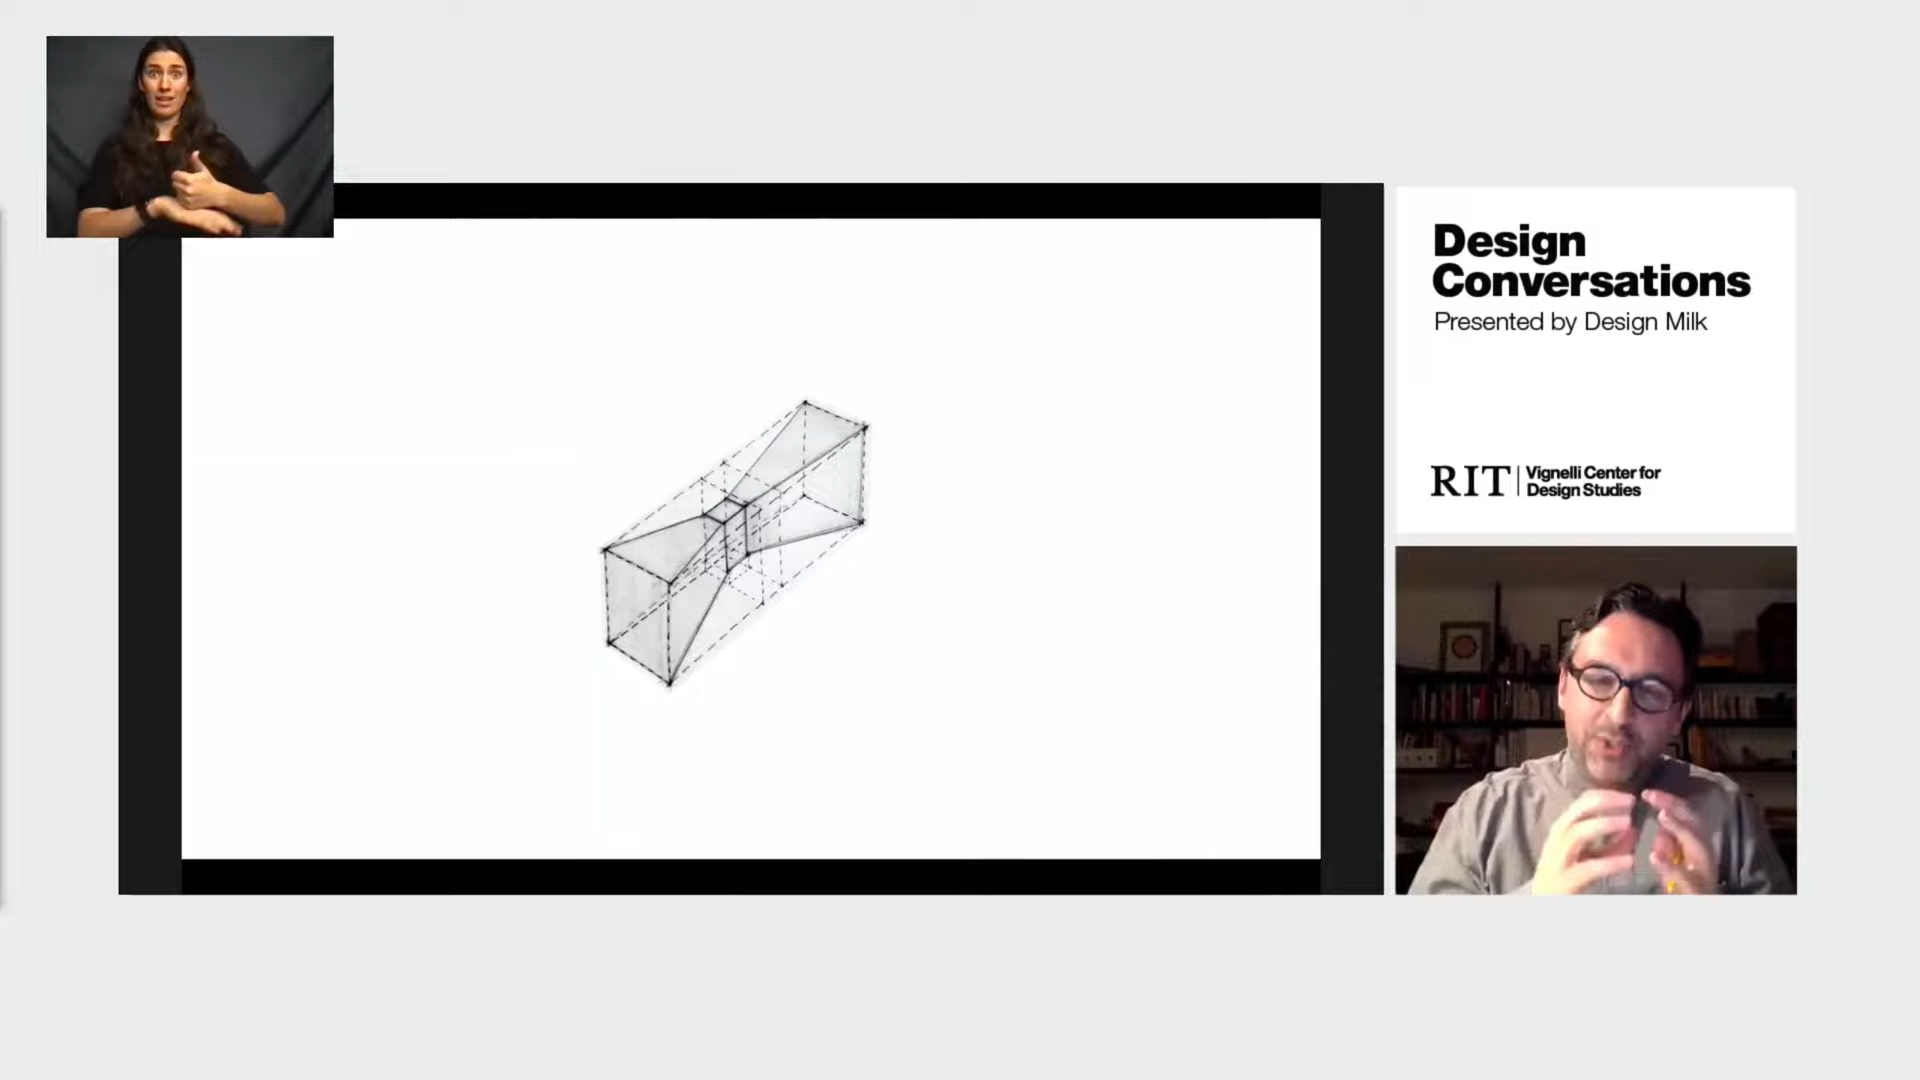 Design
Conversations
Presented by Design Milk
RIT
Vignelli Center for
Design Studies